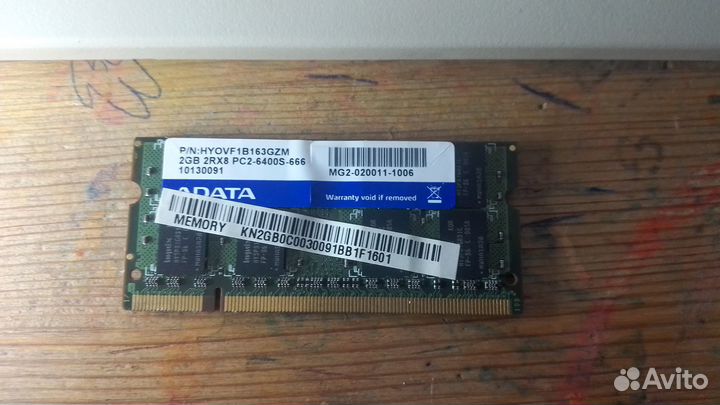 P/N:HYOVF1B163GZM
2GB 2RX8 PC2-6400S-666
10130091
MG2-020011-1006
ADATA
Warranty void if removed
MEMORY KN2GB0C0030091BB1F1601
Avito